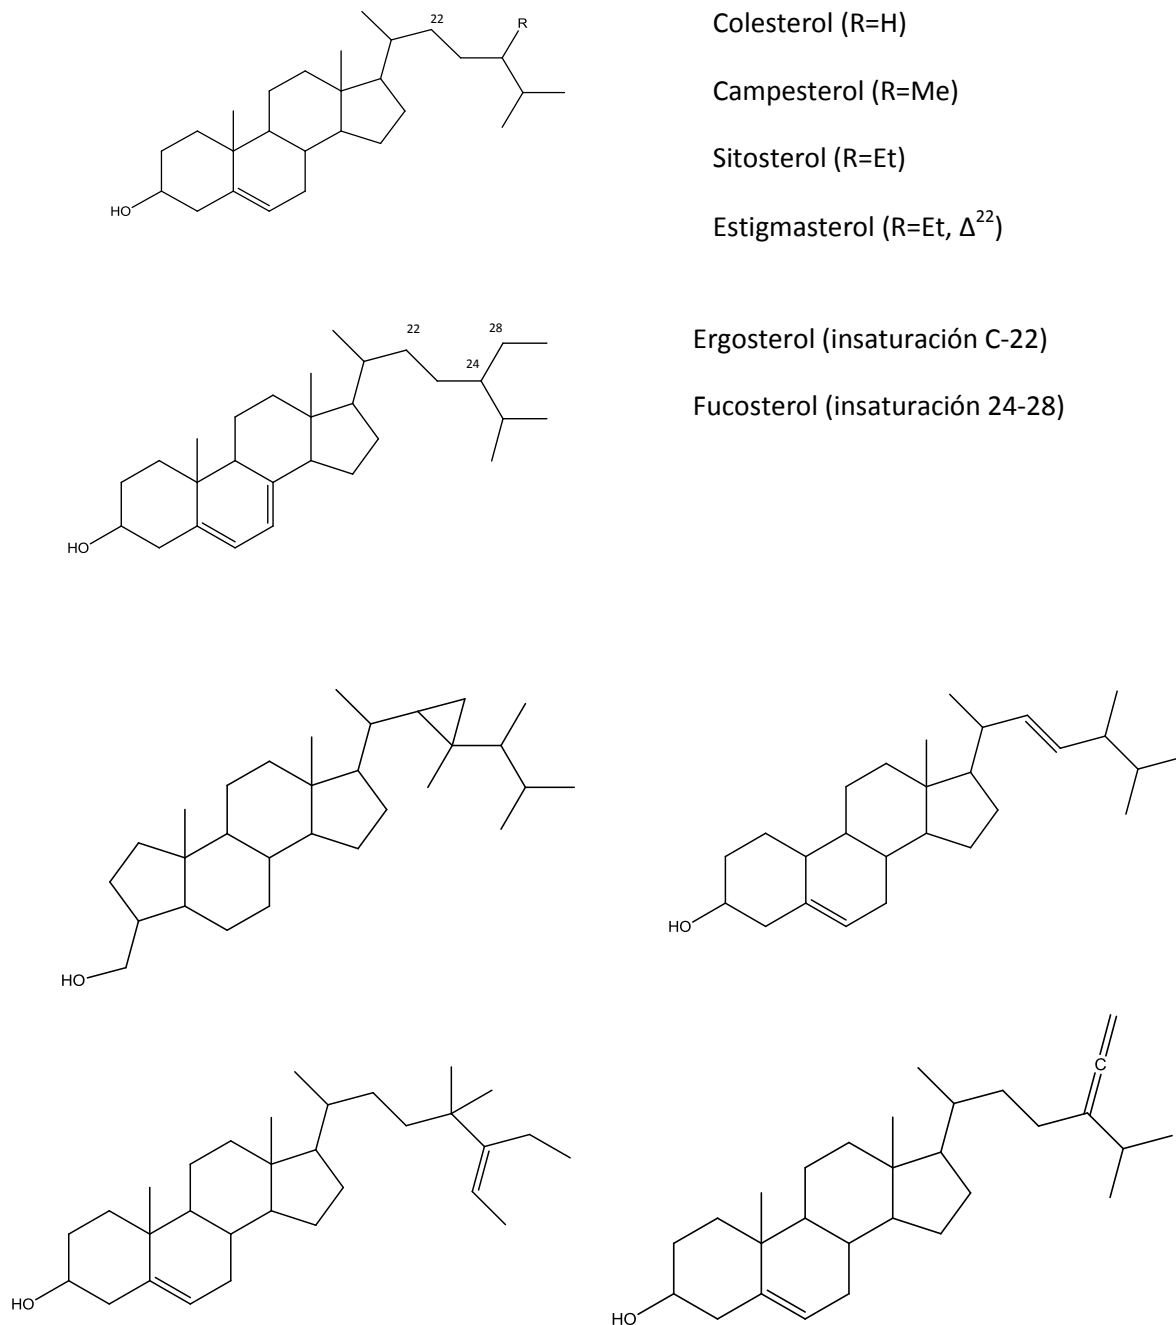 22
R
HO
Colesterol (R=H)
Campesterol (R=Me)
Sitosterol (R=Et)
Estigmasterol (R=Et, Δ²²)
22
28
24
HO
Ergosterol (insaturación C-22)
Fucosterol (insaturación 24-28)
HO
HO
HO
C
HO